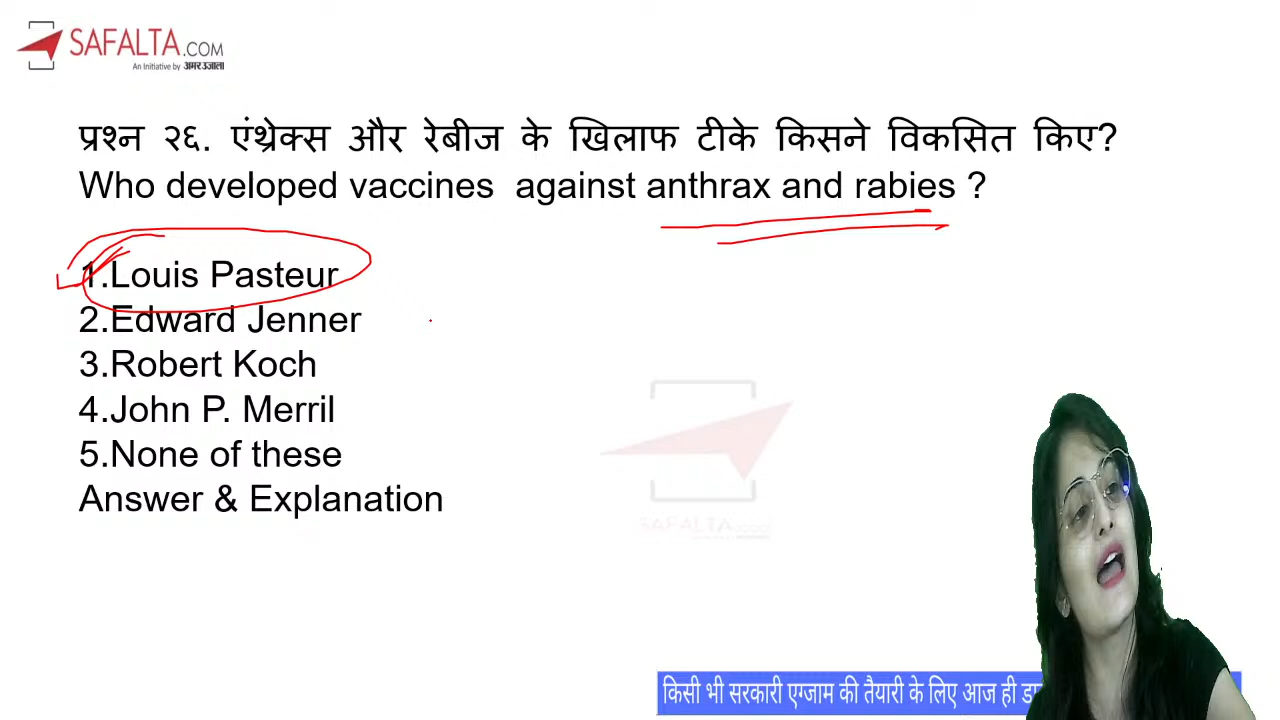 SAFALTA.COM
An Initiative by अमर उजाला
प्रश्न २६. एंथ्रेक्स और रेबीज के खिलाफ टीके किसने विकसित किए?
Who developed vaccines against anthrax and rabies ?
1.Louis Pasteur
2.Edward Jenner
3.Robert Koch
4.John P. Merril
5.None of these
Answer & Explanation
SAFALTA.COM
किसी भी सरकारी एग्जाम की तैयारी के लिए आज ही